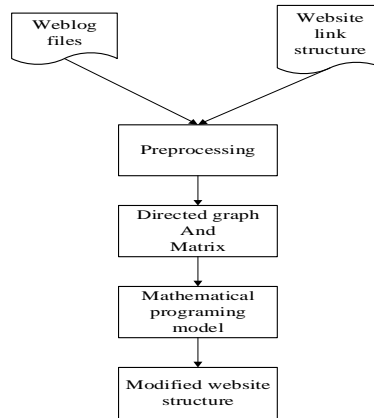 Weblog
files
Website
link
structure
Preprocessing
Directed graph
And
Matrix
Mathematical
programing
model
Modified website
structure